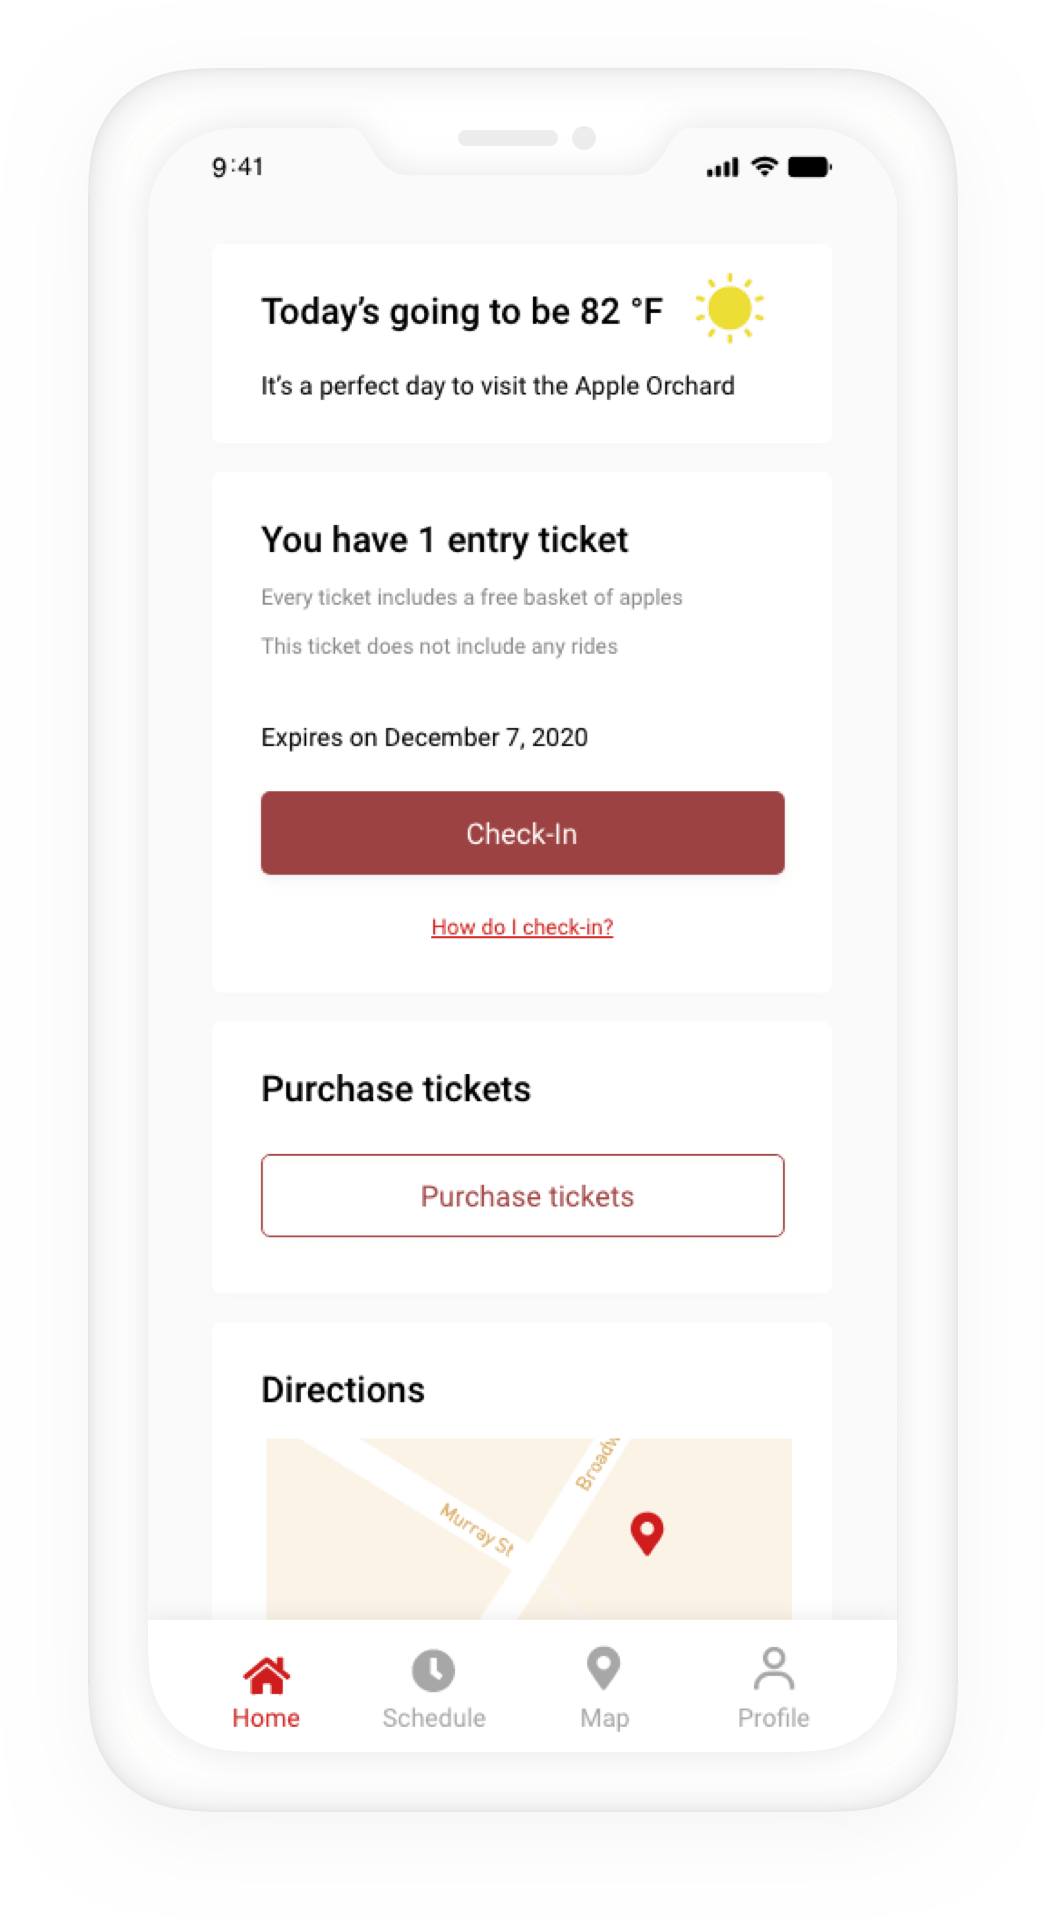 9:41
Today's going to be 82 °F
It's a perfect day to visit the Apple Orchard
You have 1 entry ticket
Every ticket includes a free basket of apples
This ticket does not include any rides
Expires on December 7, 2020
Check-In
How do I check-in?
Purchase tickets
Purchase tickets
Directions
Broadw
Murray St
Home
Schedule
Map
Profile